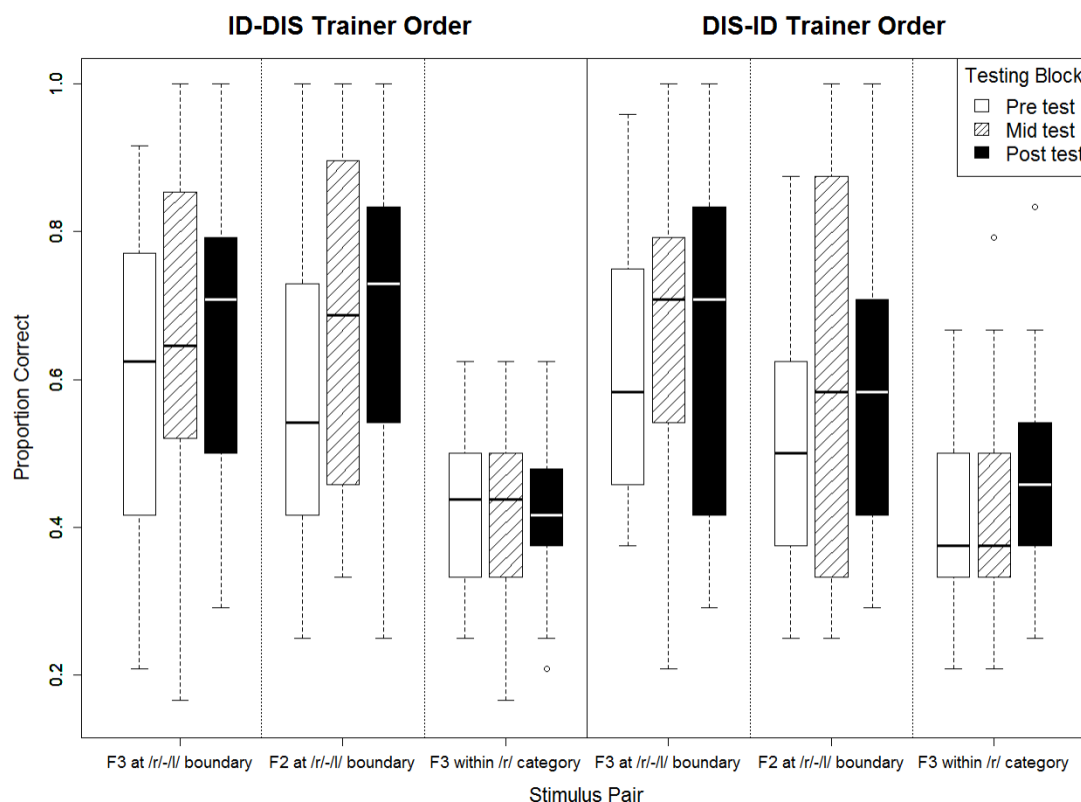 ID-DIS Trainer Order
DIS-ID Trainer Order
Testing Block
Pre test
Mid test
Post test
Proportion Correct
1.0
0.8
0.6
0.4
0.2
F3 at /r/-/l/ boundary
F2 at /r/-/l/ boundary
F3 within /r/ category
F3 at /r/-/l/ boundary
F2 at /r/-/l/ boundary
F3 within /r/ category
Stimulus Pair